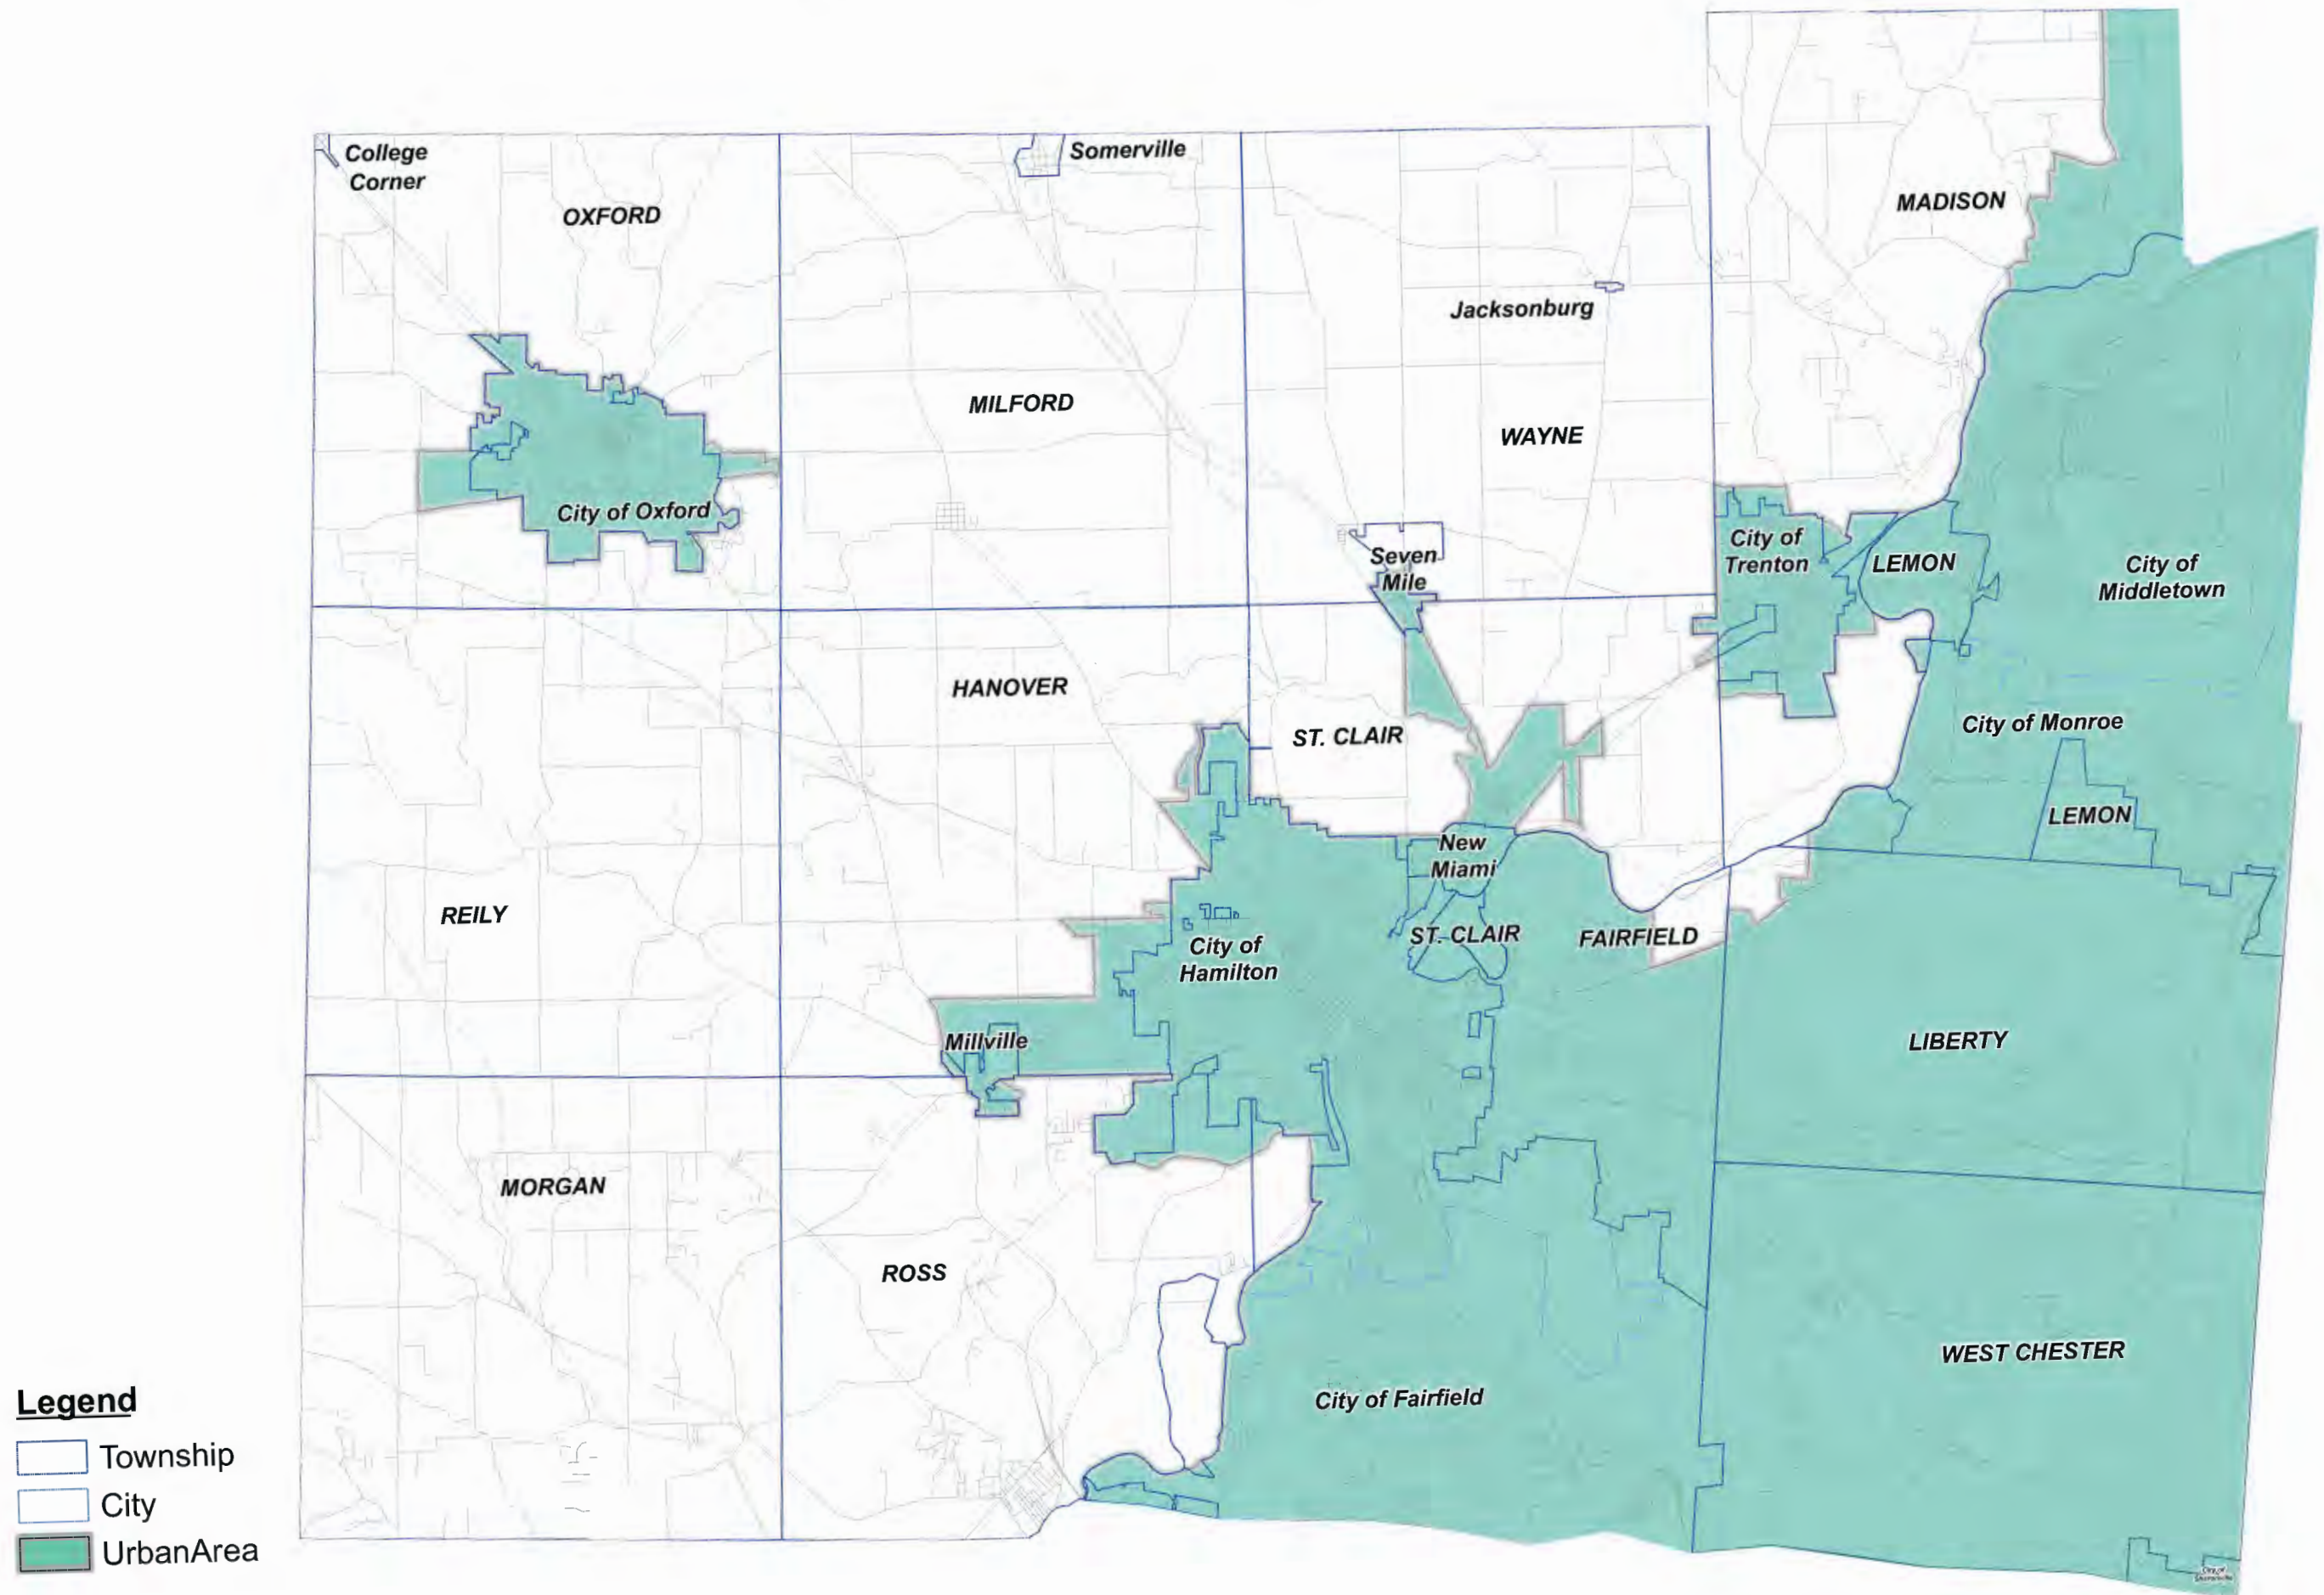 College
Corner
Somerville
OXFORD
MADISON
Jacksonburg
MILFORD
WAYNE
City of Oxford
City of
Trenton
LEMON
City of
Middletown
Seven
Mile
HANOVER
ST. CLAIR
City of Monroe
LEMON
New
Miami
REILY
City of
Hamilton
ST. CLAIR
FAIRFIELD
Millville
LIBERTY
MORGAN
ROSS
WEST CHESTER
City of Fairfield
Legend
Township
City
UrbanArea